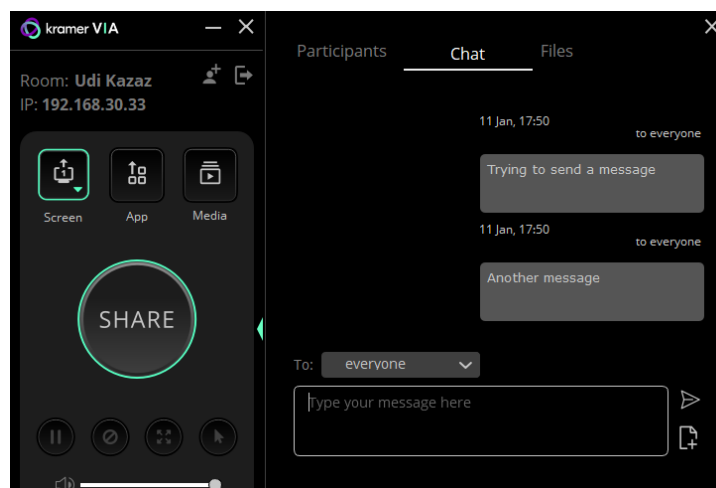 kramer VIA
Room: Udi Kazaz
IP: 192.168.30.33
1
Screen
App
Media
SHARE
Participants
Chat
Files
11 Jan, 17:50
to everyone
Trying to send a message
11 Jan, 17:50
to everyone
Another message
To: everyone
Type your message here